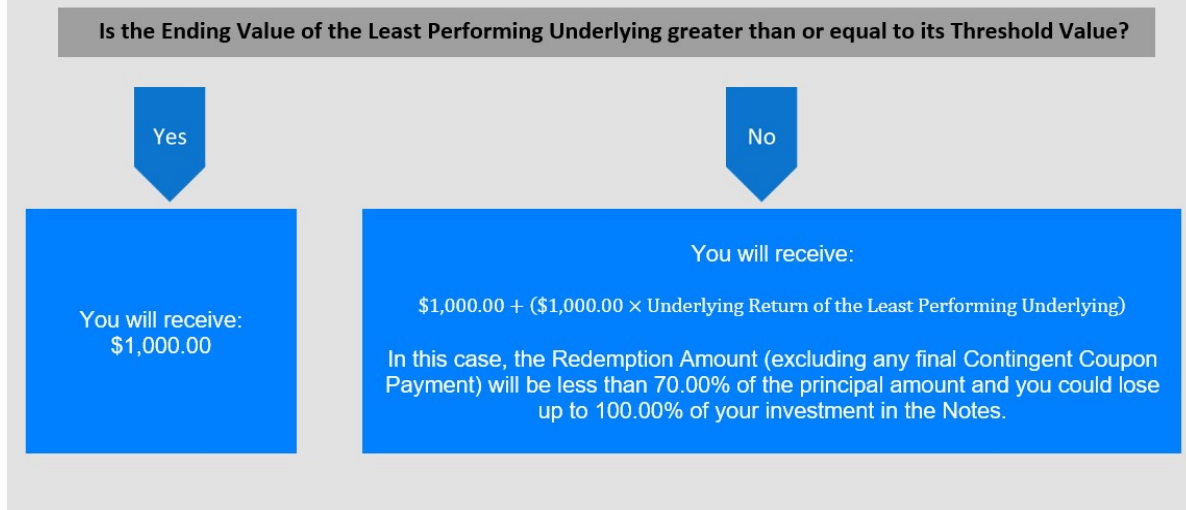 Is the Ending Value of the Least Performing Underlying greater than or equal to its Threshold Value?
Yes
No
You will receive:
$1,000.00
You will receive:
$1,000.00 + ($1,000.00 × Underlying Return of the Least Performing Underlying)
In this case, the Redemption Amount (excluding any final Contingent Coupon
Payment) will be less than 70.00% of the principal amount and you could lose
up to 100.00% of your investment in the Notes.